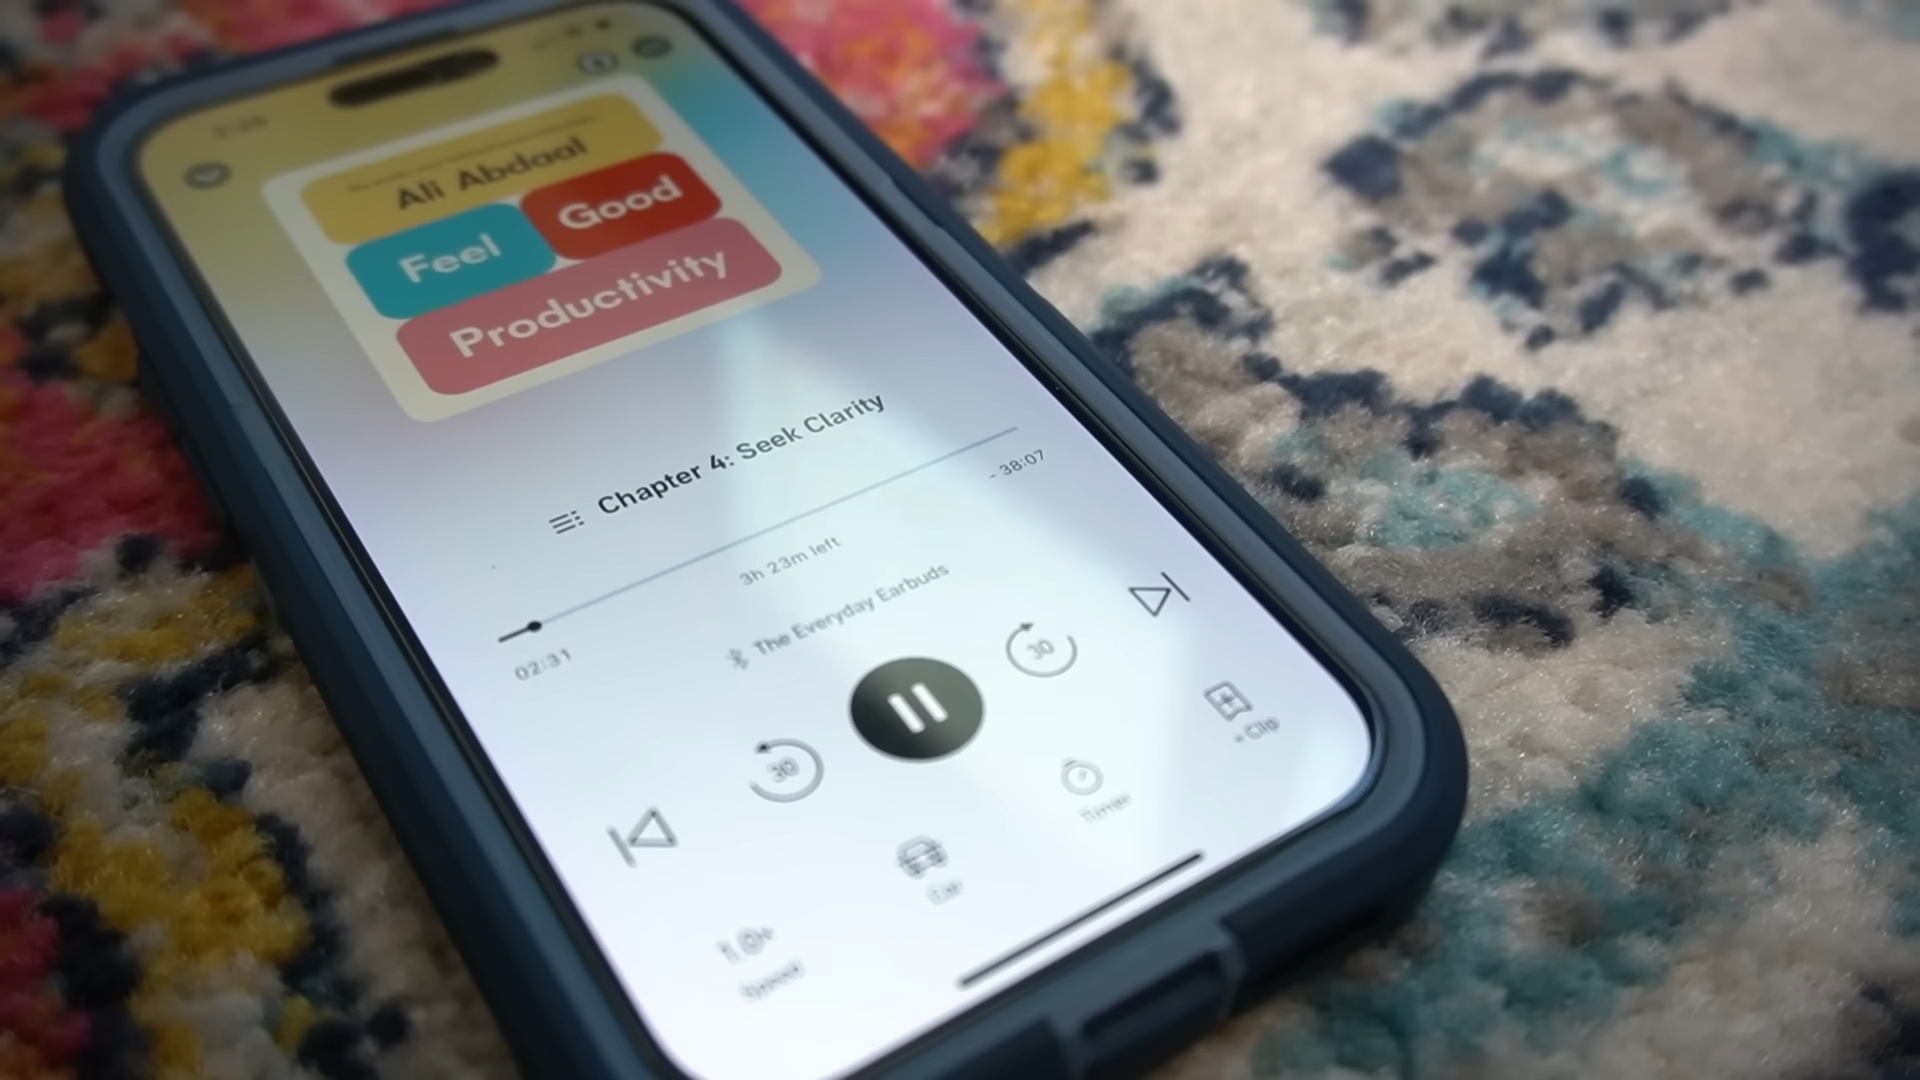 Ali Abdaal
Feel Good
Productivity
Chapter 4: Seek Clarity
02:31
3h 23m left
- 38:07
The Everyday Earbuds
30
30
Timer
+ Clip
Car
Speed